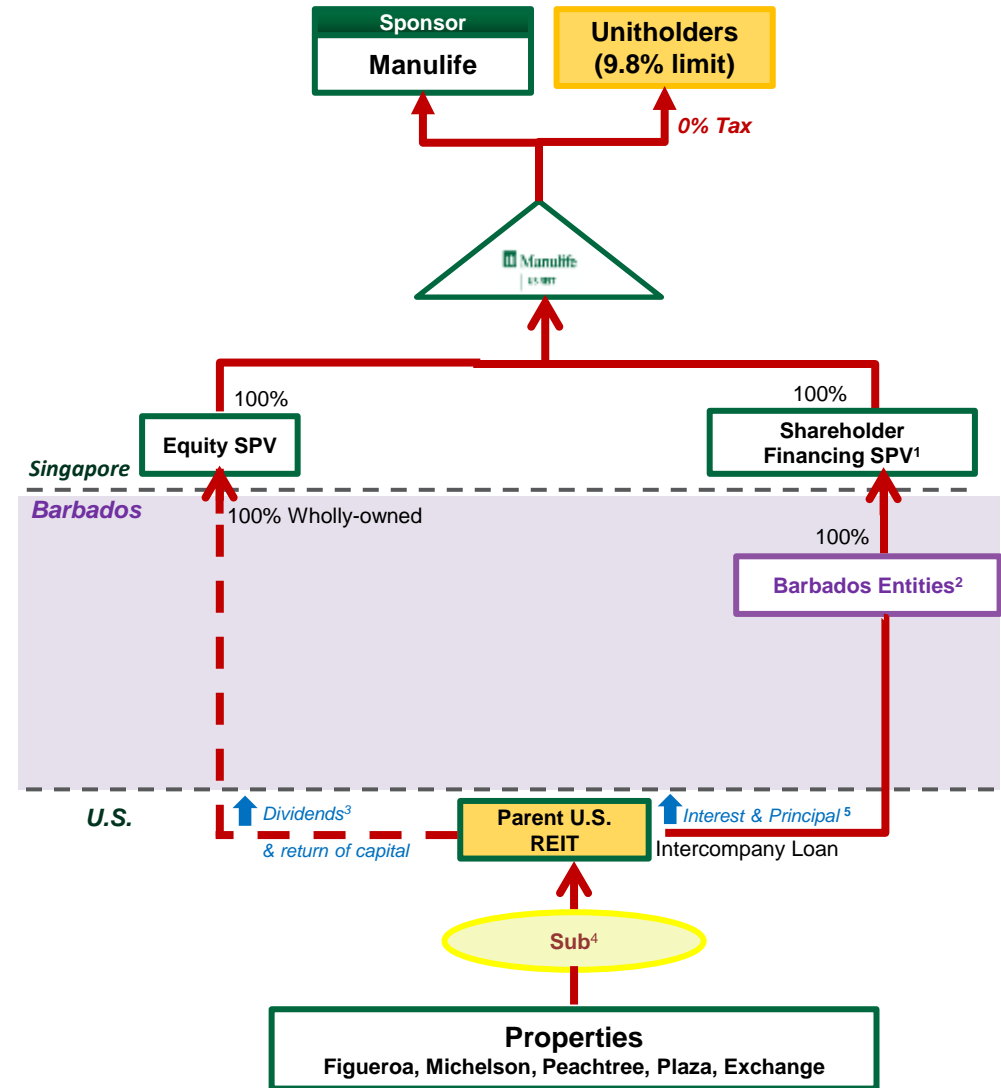 Sponsor
Manulife
Unitholders
(9.8% limit)
0% Tax
Manulife
U.S. REIT
100%
100%
Equity SPV
Shareholder
Financing SPV¹
Singapore
Barbados
100% Wholly-owned
100%
Barbados Entities²
U.S.
Dividends³
& return of capital
Parent U.S.
REIT
Interest & Principal ⁵
Intercompany Loan
Sub⁴
Properties
Figueroa, Michelson, Peachtree, Plaza, Exchange